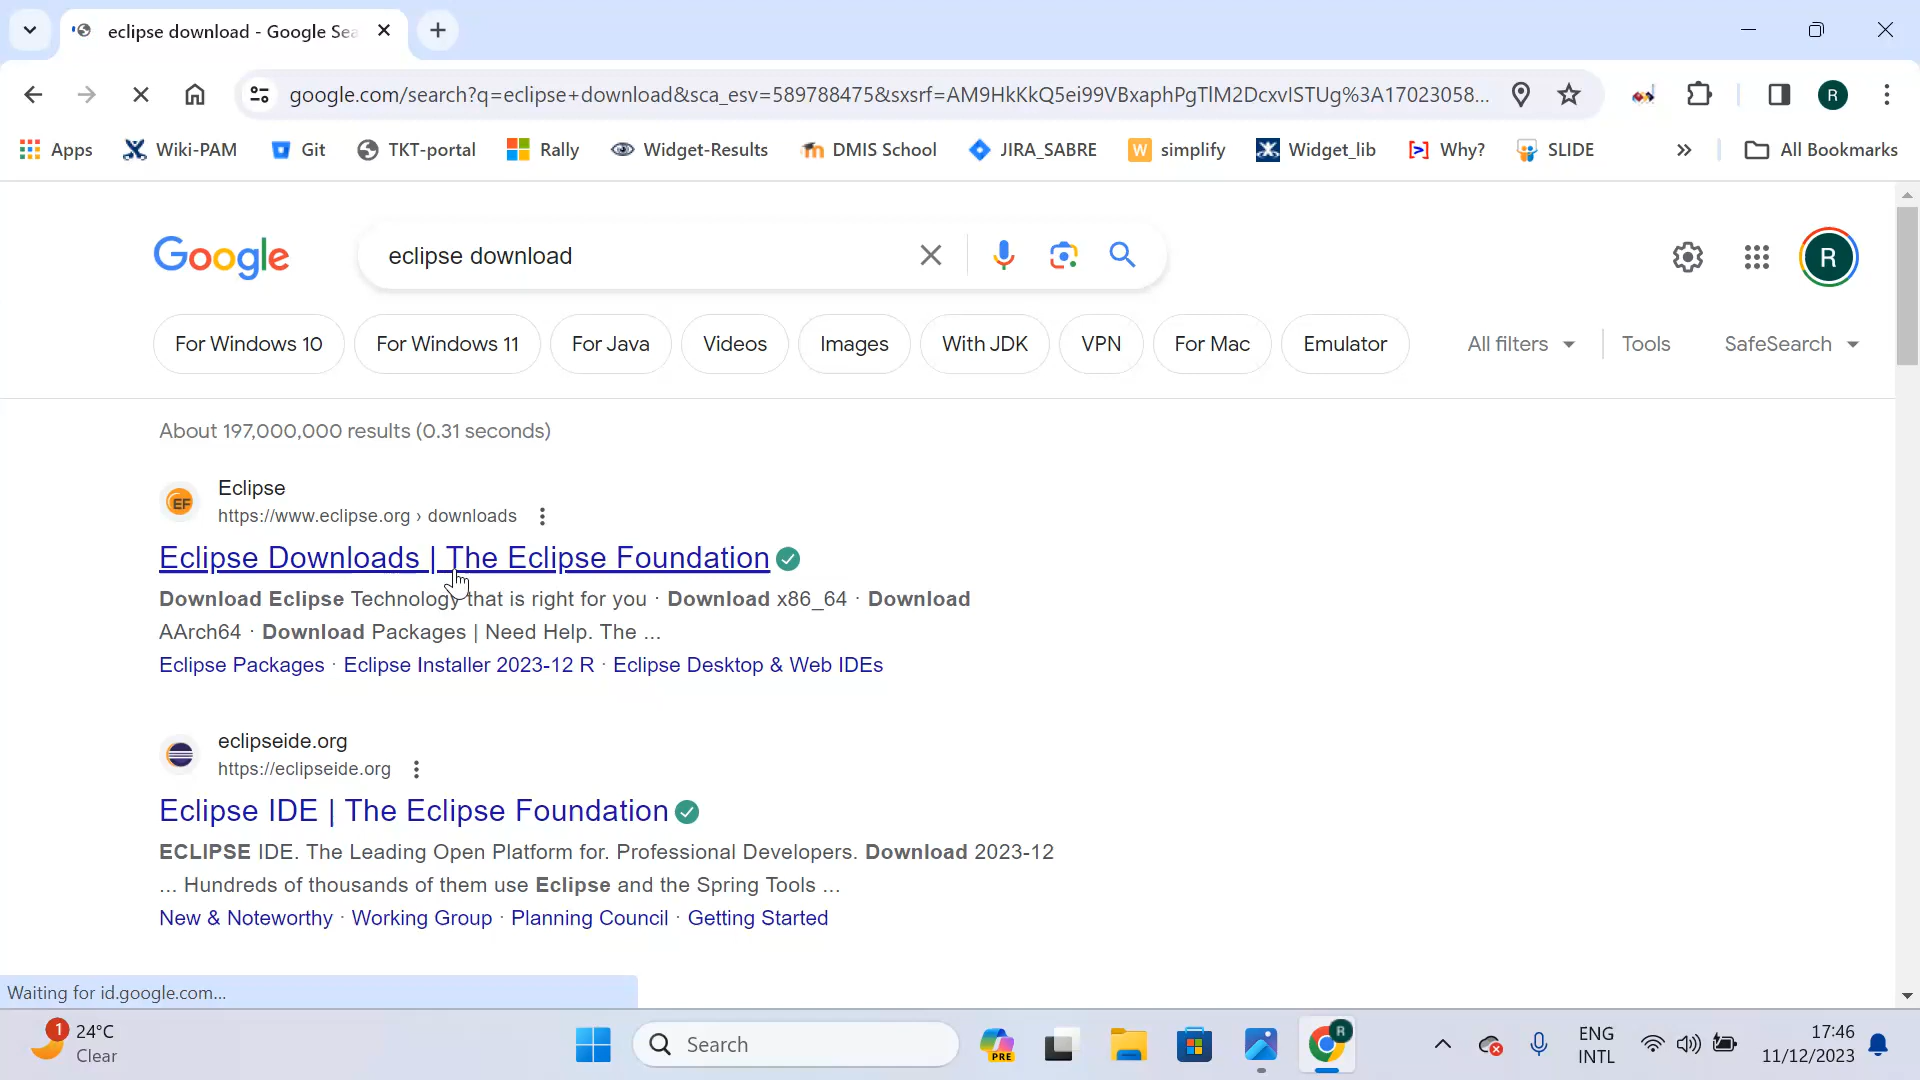 eclipse download - Google Sea
google.com/search?q=eclipse+download&sca_esv=589788475&sxsrf=AM9HkKkQ5ei99VBxaphPgTlM2DcxvISTUg%3A17023058...
R
Apps
Wiki-PAM
Git
TKT-portal
Rally
Widget-Results
DMIS School
JIRA_SABRE
W simplify
Widget_lib
[>] Why?
SLIDE
»
All Bookmarks
Google
eclipse download
R
For Windows 10
For Windows 11
For Java
Videos
Images
With JDK
VPN
For Mac
Emulator
All filters
Tools
SafeSearch
About 197,000,000 results (0.31 seconds)
EF
Eclipse
https://www.eclipse.org › downloads
Eclipse Downloads | The Eclipse Foundation
Download Eclipse Technology that is right for you · Download x86_64 · Download
AArch64 · Download Packages | Need Help. The ...
Eclipse Packages · Eclipse Installer 2023-12 R · Eclipse Desktop & Web IDEs
eclipseide.org
https://eclipseide.org
Eclipse IDE | The Eclipse Foundation
ECLIPSE IDE. The Leading Open Platform for. Professional Developers. Download 2023-12
... Hundreds of thousands of them use Eclipse and the Spring Tools ...
New & Noteworthy · Working Group · Planning Council · Getting Started
Waiting for id.google.com...
1
24°C
Clear
Search
PRE
R
ENG
INTL
17:46
11/12/2023